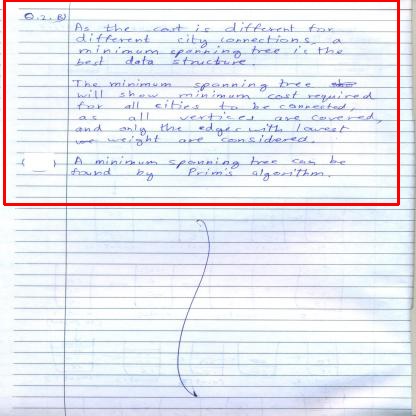 Q.2. B)
As the cost is different for
different city connections, a
minimum spanning tree is the
best data structure.
The minimum spanning tree
will show minimum cost required
for all cities to be connected,
as all vertices are covered,
and only the edges with lowest
weight are considered.
A minimum spanning tree can be
found by Prim's algorithm.